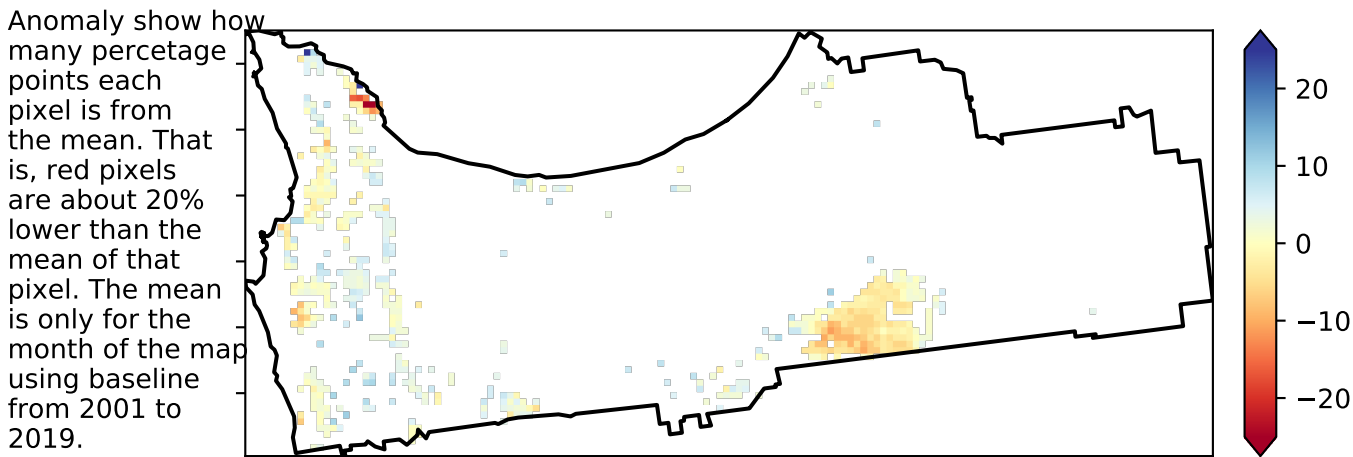 Anomaly show how
many percetage
points each
pixel is from
the mean. That
is, red pixels
are about 20%
lower than the
mean of that
pixel. The mean
is only for the
month of the map
using baseline
from 2001 to
2019.
20
10
0
−10
−20